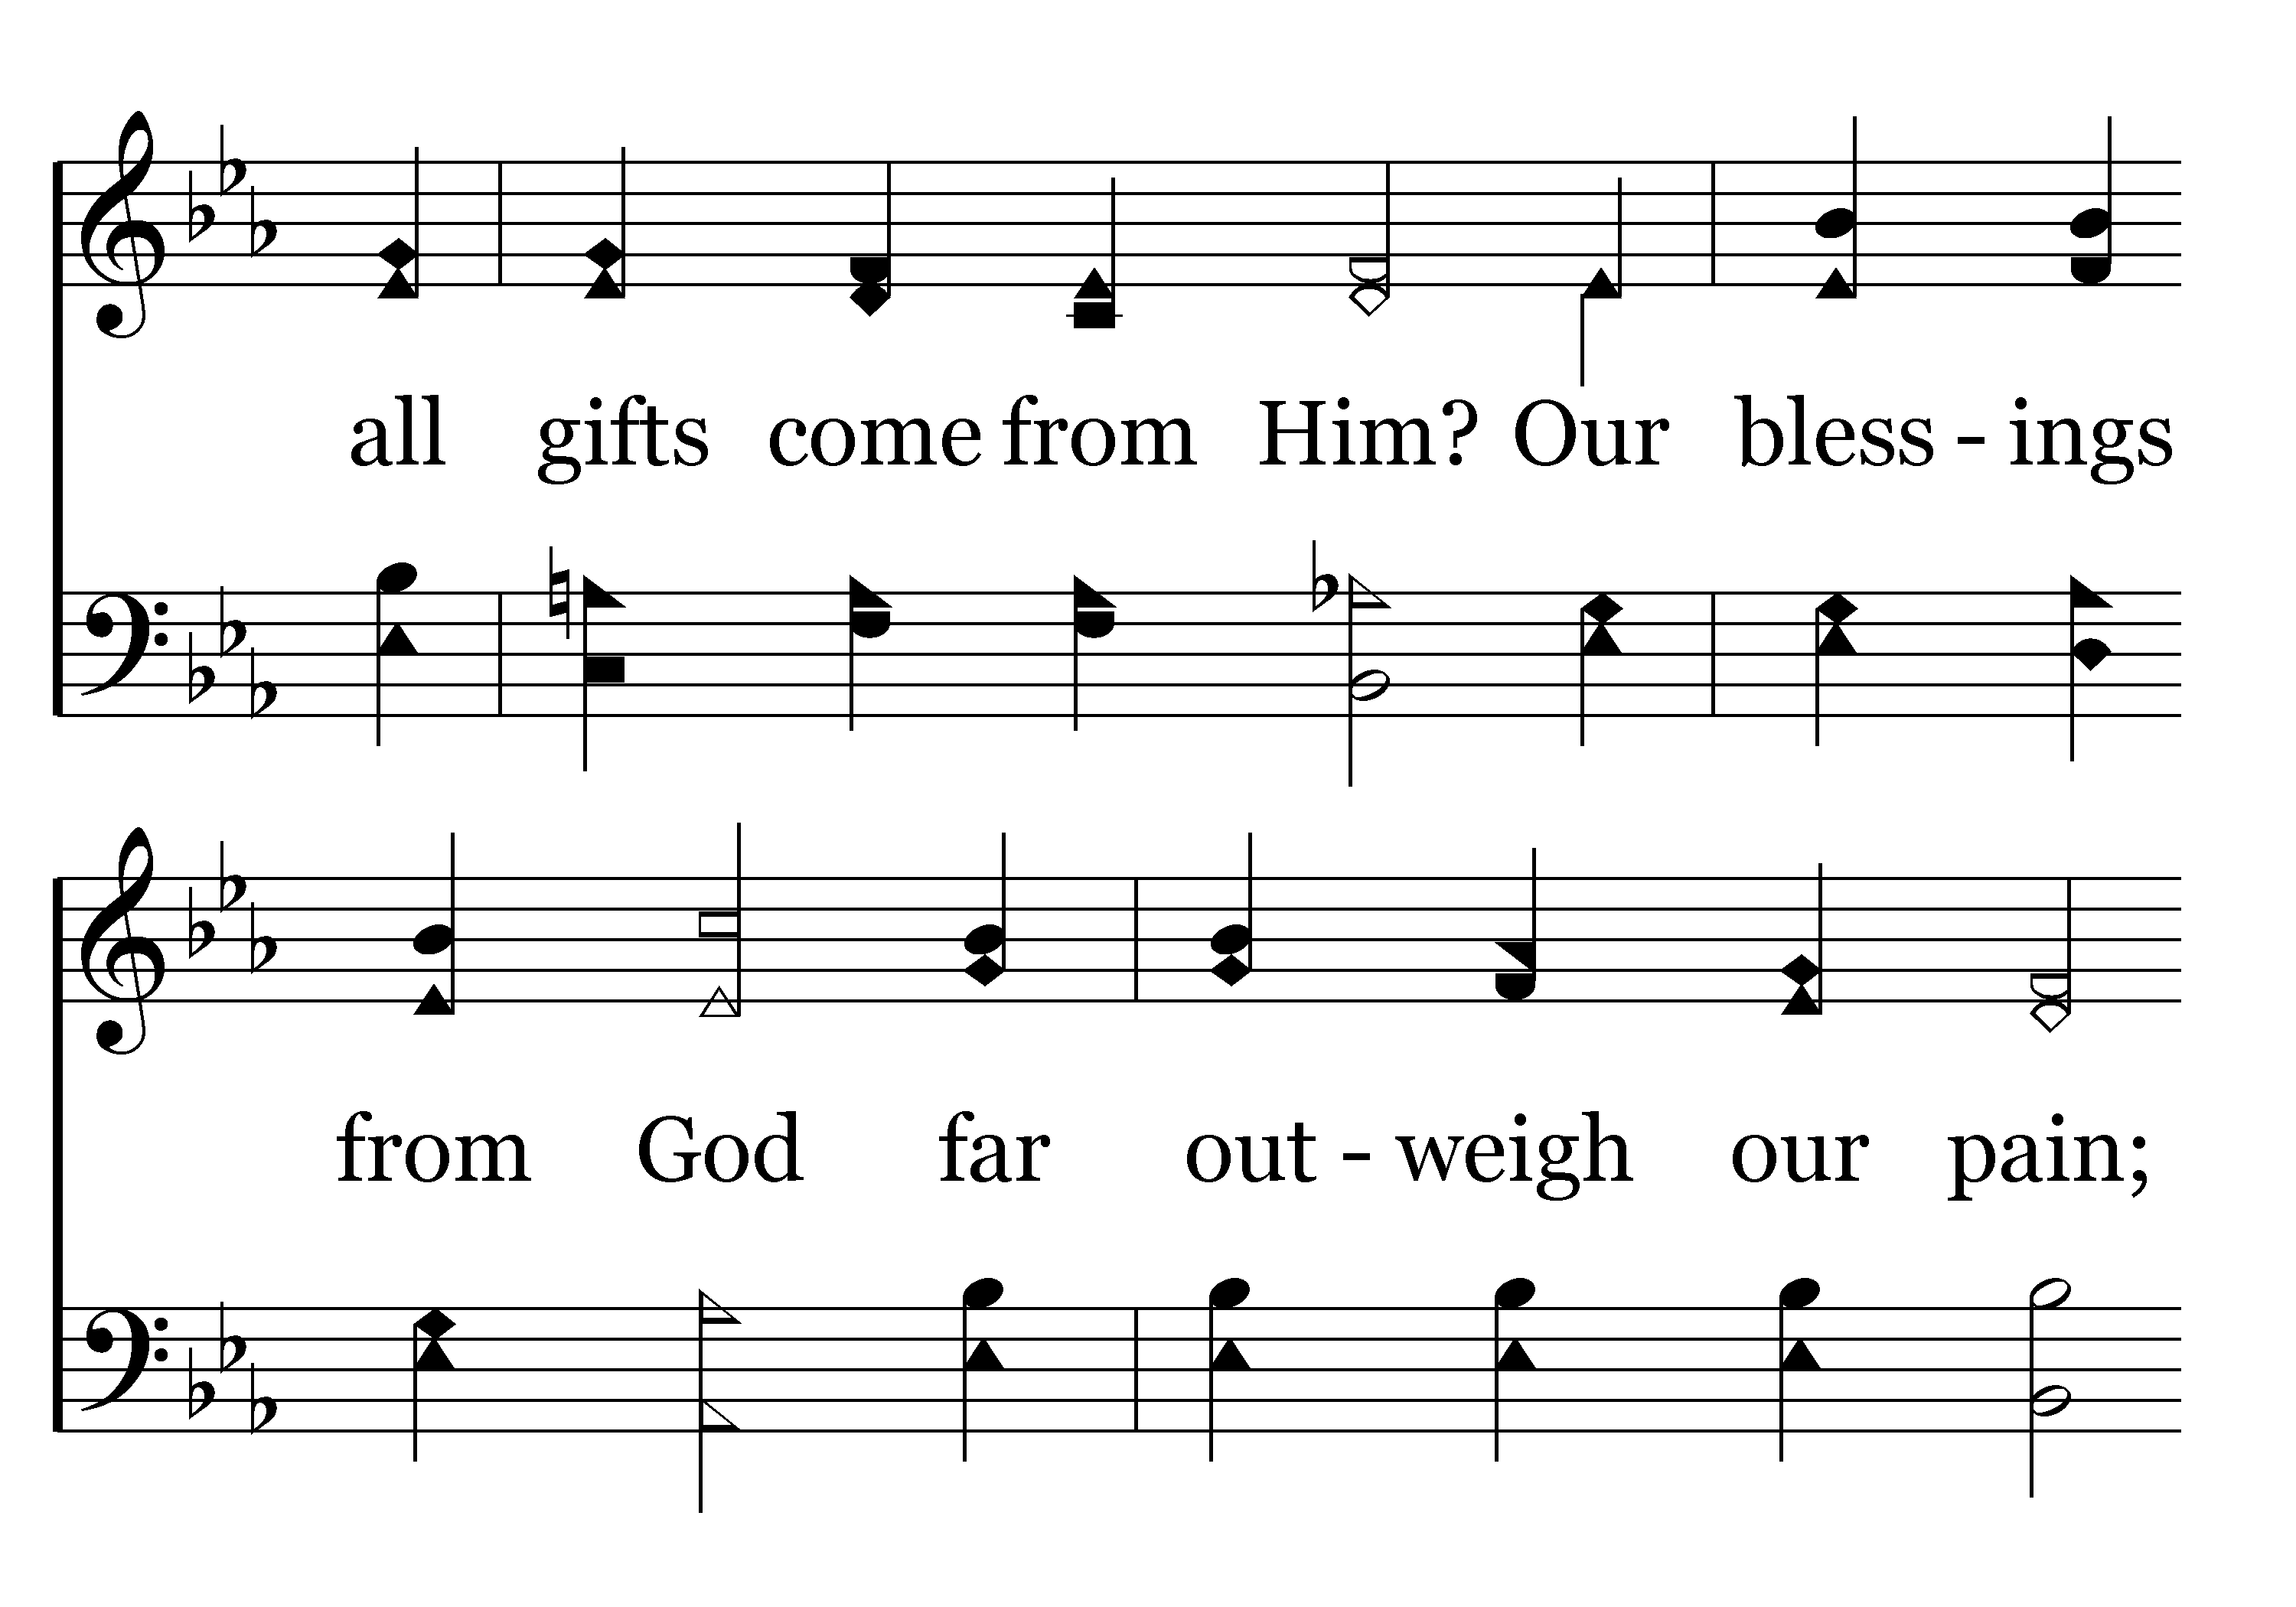 all gifts come from Him? Our bless - ings
from God far out - weigh our pain;